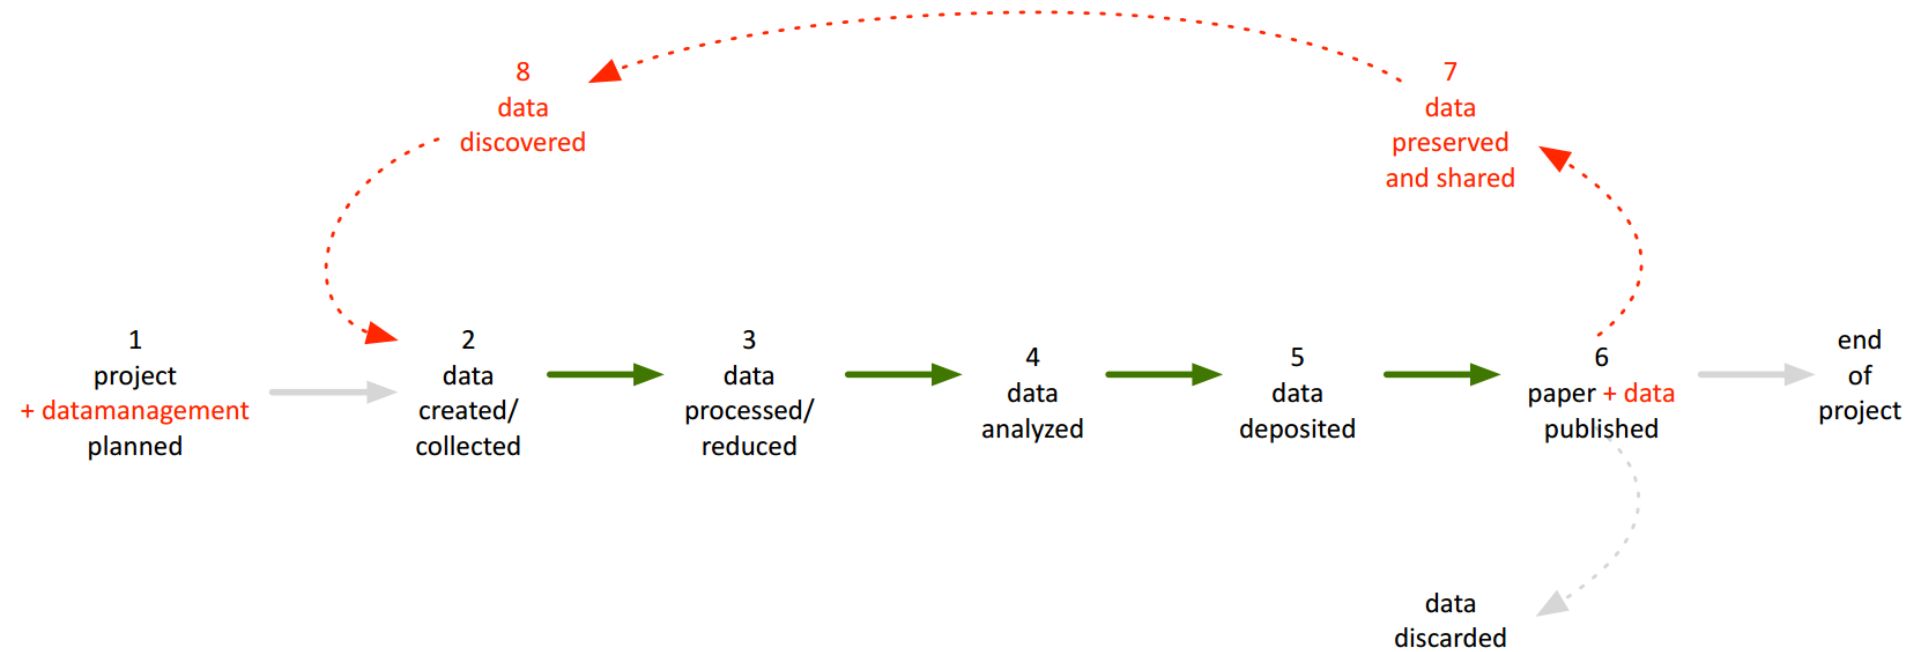 8
data
discovered
7
data
preserved
and shared
1
project
+ datamanagement
planned
2
data
created/
collected
3
data
processed/
reduced
4
data
analyzed
5
data
deposited
6
paper + data
published
end
of
project
data
discarded